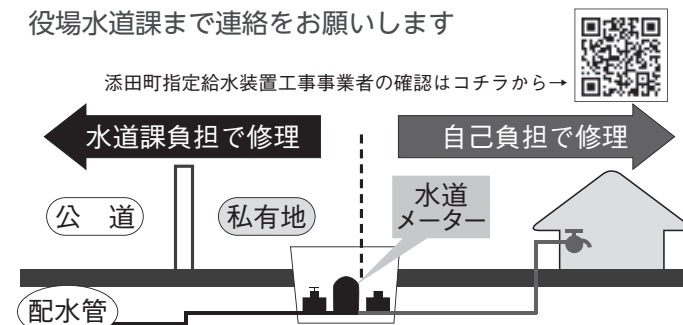 役場水道課まで連絡をお願いします
添田町指定給水装置工事事業者の確認はコチラから→
水道課負担で修理
自己負担で修理
公　道
私有地
水道
メーター
配水管